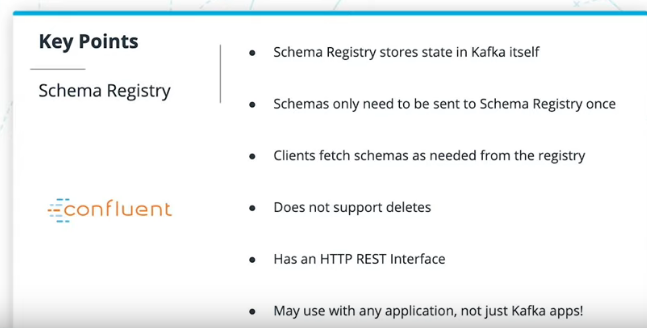 Key Points
Schema Registry
confluent
Schema Registry stores state in Kafka itself
Schemas only need to be sent to Schema Registry once
Clients fetch schemas as needed from the registry
Does not support deletes
Has an HTTP REST Interface
May use with any application, not just Kafka apps!